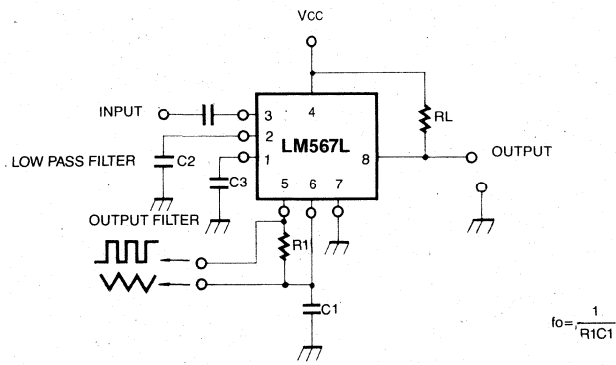 Vcc
INPUT
3
4
2
LM567L
RL
LOW PASS FILTER
C2
1
8
OUTPUT
C3
5
6
7
OUTPUT FILTER
R1
C1
fo= 1
R1C1